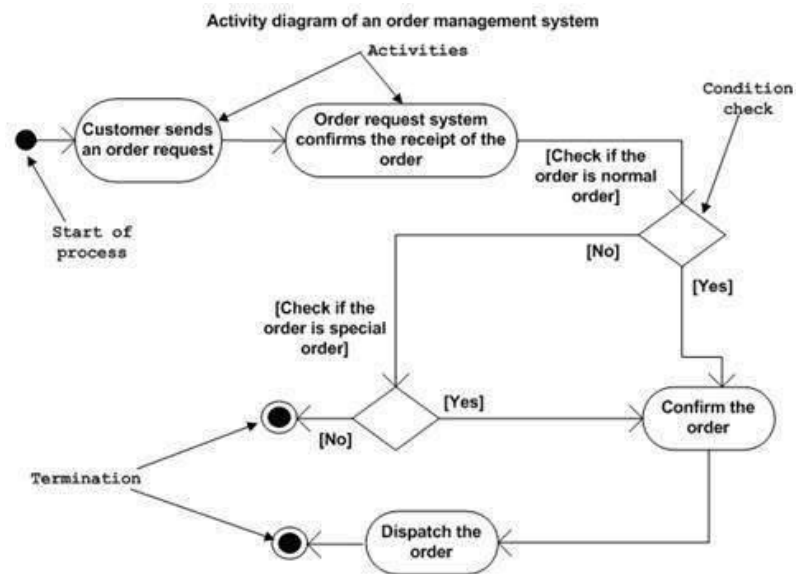 Activity diagram of an order management system
Activities
Condition
check
Customer sends
an order request
Order request system
confirms the receipt of the
order
[Check if the
order is normal
order]
Start of
process
[No]
[Yes]
[Check if the
order is special
order]
[Yes]
[No]
Confirm the
order
Termination
Dispatch the
order